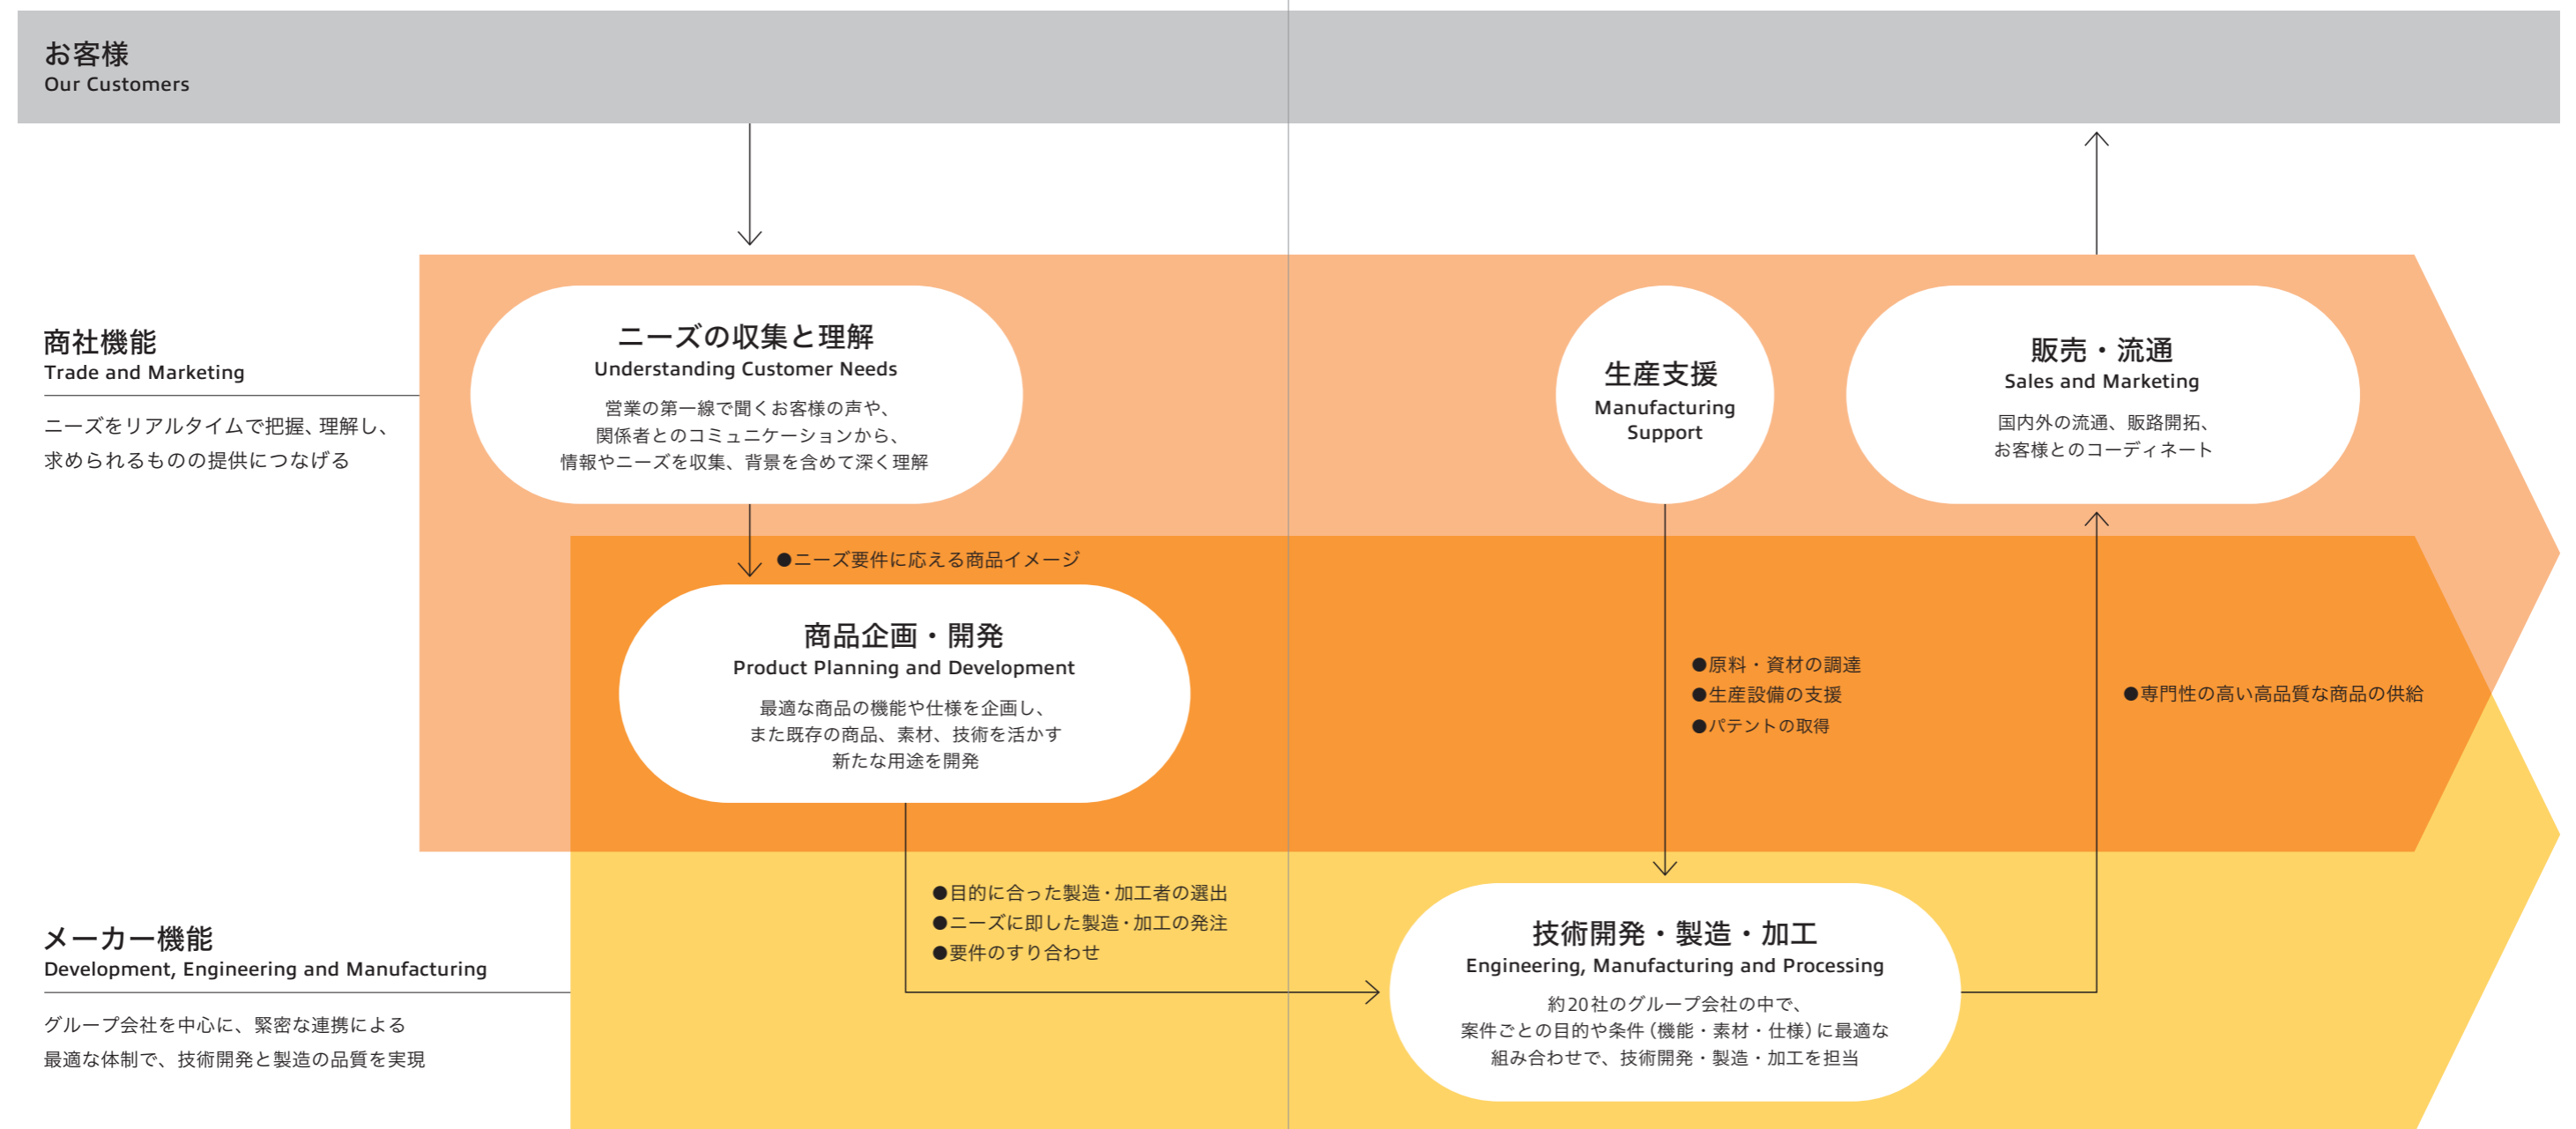 お客様
Our Customers
商社機能
Trade and Marketing
ニーズをリアルタイムで把握、理解し、
求められるものの提供につなげる
ニーズの収集と理解
Understanding Customer Needs
営業の第一線で聞くお客様の声や、
関係者とのコミュニケーションから、
情報やニーズを収集、背景を含めて深く理解
生産支援
Manufacturing
Support
販売・流通
Sales and Marketing
国内外の流通、販路開拓、
お客様とのコーディネート
●ニーズ要件に応える商品イメージ
商品企画・開発
Product Planning and Development
最適な商品の機能や仕様を企画し、
また既存の商品、素材、技術を活かす
新たな用途を開発
●原料・資材の調達
●生産設備の支援
●パテントの取得
●専門性の高い高品質な商品の供給
●目的に合った製造・加工者の選出
●ニーズに即した製造・加工の発注
●要件のすり合わせ
メーカー機能
Development, Engineering and Manufacturing
グループ会社を中心に、緊密な連携による
最適な体制で、技術開発と製造の品質を実現
技術開発・製造・加工
Engineering, Manufacturing and Processing
約20社のグループ会社の中で、
案件ごとの目的や条件（機能・素材・仕様）に最適な
組み合わせで、技術開発・製造・加工を担当